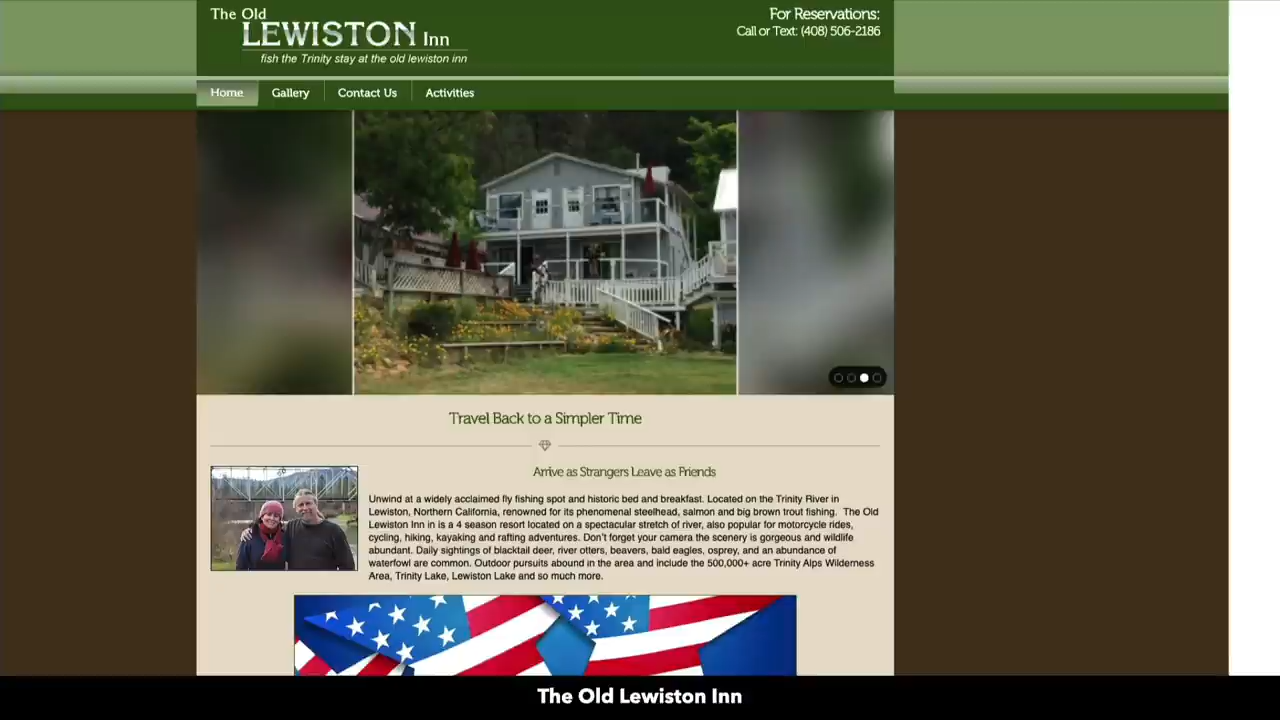 The Old
LEWISTON Inn
fish the Trinity stay at the old lewiston inn
For Reservations:
Call or Text: (408) 506-2186
Home
Gallery
Contact Us
Activities
Travel Back to a Simpler Time
Arrive as Strangers Leave as Friends
Unwind at a widely acclaimed fly fishing spot and historic bed and breakfast. Located on the Trinity River in
Lewiston, Northern California, renowned for its phenomenal steelhead, salmon and big brown trout fishing. The Old
Lewiston Inn in is a 4 season resort located on a spectacular stretch of river, also popular for motorcycle rides,
cycling, hiking, kayaking and rafting adventures. Don't forget your camera the scenery is gorgeous and wildlife
abundant. Daily sightings of blacktail deer, river otters, beavers, bald eagles, osprey, and an abundance of
waterfowl are common. Outdoor pursuits abound in the area and include the 500,000+ acre Trinity Alps Wilderness
Area, Trinity Lake, Lewiston Lake and so much more.
The Old Lewiston Inn